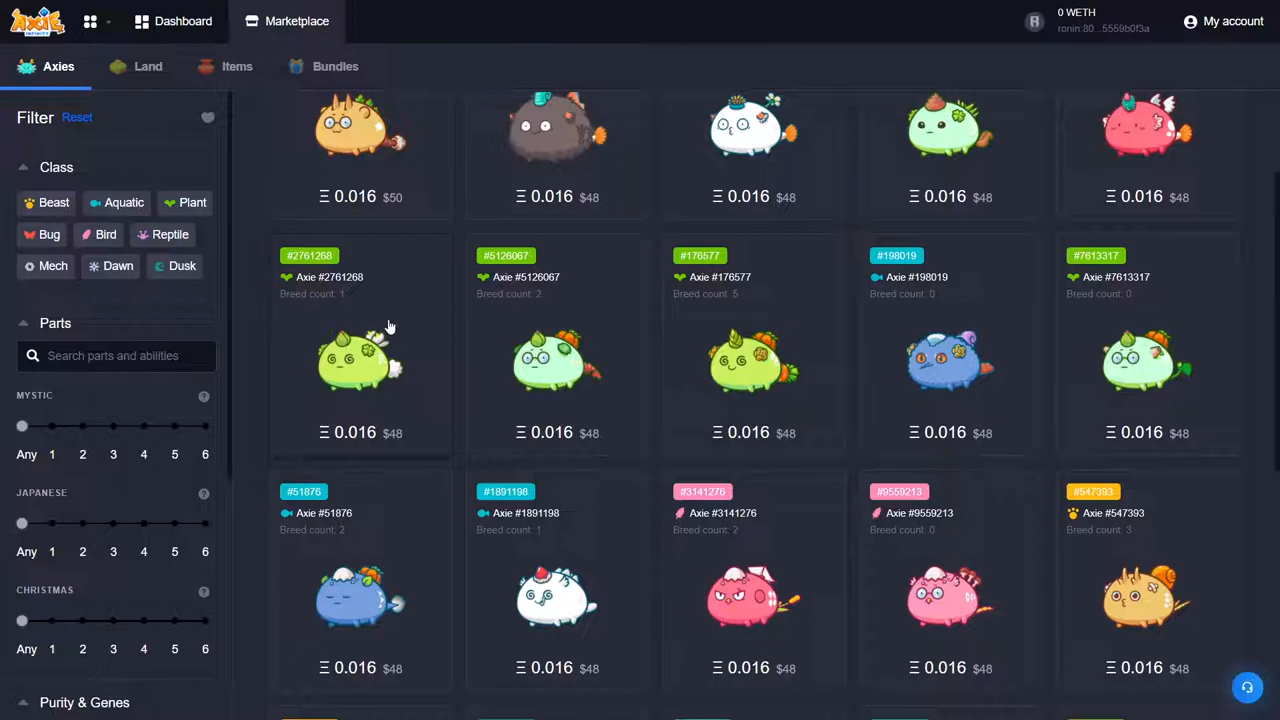 AXIE
INFINITY
Dashboard
Marketplace
0 WETH
ronin:80...5559b0f3a
My account
Axies
Land
Items
Bundles
Filter Reset
Class
Beast Aquatic Plant
Bug Bird Reptile
Mech Dawn Dusk
Parts
Search parts and abilities
MYSTIC ?
Any 1 2 3 4 5 6
JAPANESE ?
Any 1 2 3 4 5 6
CHRISTMAS ?
Any 1 2 3 4 5 6
Purity & Genes
Ξ 0.016 $50
Ξ 0.016 $48
Ξ 0.016 $48
Ξ 0.016 $48
Ξ 0.016 $48
#2761268
Axie #2761268
Breed count: 1
Ξ 0.016 $48
#5126067
Axie #5126067
Breed count: 2
Ξ 0.016 $48
#176577
Axie #176577
Breed count: 5
Ξ 0.016 $48
#198019
Axie #198019
Breed count: 0
Ξ 0.016 $48
#7613317
Axie #7613317
Breed count: 0
Ξ 0.016 $48
#51876
Axie #51876
Breed count: 2
Ξ 0.016 $48
#1891198
Axie #1891198
Breed count: 1
Ξ 0.016 $48
#3141276
Axie #3141276
Breed count: 2
Ξ 0.016 $48
#9559213
Axie #9559213
Breed count: 0
Ξ 0.016 $48
#547393
Axie #547393
Breed count: 3
Ξ 0.016 $48